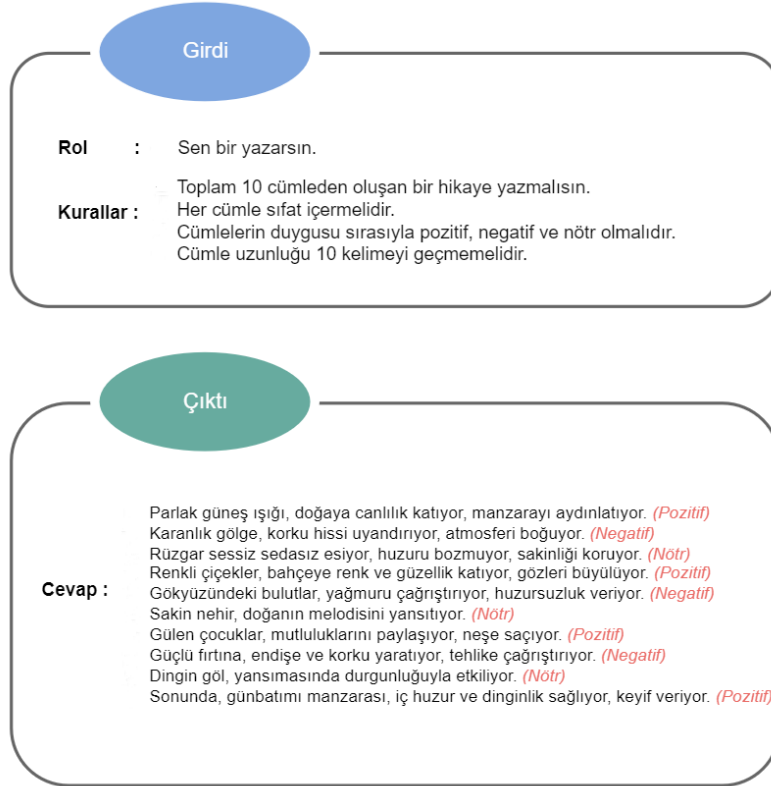 Girdi
Rol : Sen bir yazarsın.
Toplam 10 cümleden oluşan bir hikaye yazmalısın.
Kurallar : Her cümle sıfat içermelidir.
Cümlelerin duygusu sırasıyla pozitif, negatif ve nötr olmalıdır.
Cümle uzunluğu 10 kelimeyi geçmemelidir.
Çıktı
Parlak güneş ışığı, doğaya canlılık katıyor, manzarayı aydınlatıyor. (Pozitif)
Karanlık gölge, korku hissi uyandırıyor, atmosferi boğuyor. (Negatif)
Rüzgar sessiz sedasız esiyor, huzuru bozmuyor, sakinliği koruyor. (Nötr)
Renkli çiçekler, bahçeye renk ve güzellik katıyor, gözleri büyülüyor. (Pozitif)
Cevap : Gökyüzündeki bulutlar, yağmuru çağrıştırıyor, huzursuzluk veriyor. (Negatif)
Sakin nehir, doğanın melodisini yansıtıyor. (Nötr)
Gülen çocuklar, mutluluklarını paylaşıyor, neşe saçıyor. (Pozitif)
Güçlü fırtına, endişe ve korku yaratıyor, tehlike çağrıştırıyor. (Negatif)
Dingin göl, yansımasında durgunluğuyla etkiliyor. (Nötr)
Sonunda, günbatımı manzarası, iç huzur ve dinginlik sağlıyor, keyif veriyor. (Pozitif)